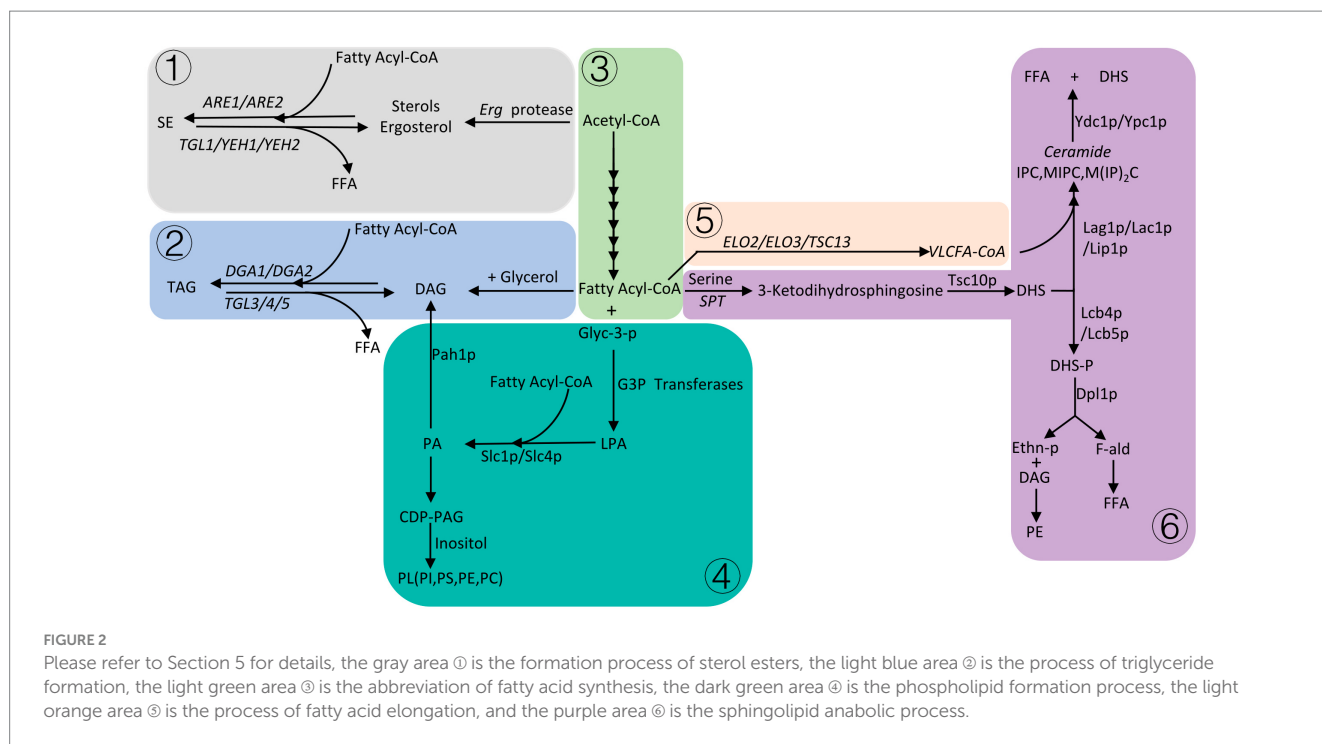 ①
Fatty Acyl-CoA
ARE1/ARE2
SE
Sterols
Ergosterol
TGL1/YEH1/YEH2
FFA
Erg protease
③
Acetyl-CoA
②
Fatty Acyl-CoA
DGA1/DGA2
TAG
DAG
TGL3/4/5
FFA
+ Glycerol
Fatty Acyl-CoA
+
Glyc-3-p
⑤
ELO2/ELO3/TSC13
VLCFA-CoA
Serine
SPT
3-Ketodihydrosphingosine
Tsc10p
DHS
FFA + DHS
Ydc1p/Ypc1p
Ceramide
IPC,MIPC,M(IP)₂C
Lag1p/Lac1p
/Lip1p
Lcb4p
/Lcb5p
DHS-P
Dpl1p
Ethn-p
+
DAG
PE
F-ald
FFA
⑥
Pah1p
Fatty Acyl-CoA
G3P Transferases
PA
Slc1p/Slc4p
LPA
CDP-PAG
Inositol
PL(PI,PS,PE,PC)
④
FIGURE 2
Please refer to Section 5 for details, the gray area ① is the formation process of sterol esters, the light blue area ② is the process of triglyceride
formation, the light green area ③ is the abbreviation of fatty acid synthesis, the dark green area ④ is the phospholipid formation process, the light
orange area ⑤ is the process of fatty acid elongation, and the purple area ⑥ is the sphingolipid anabolic process.